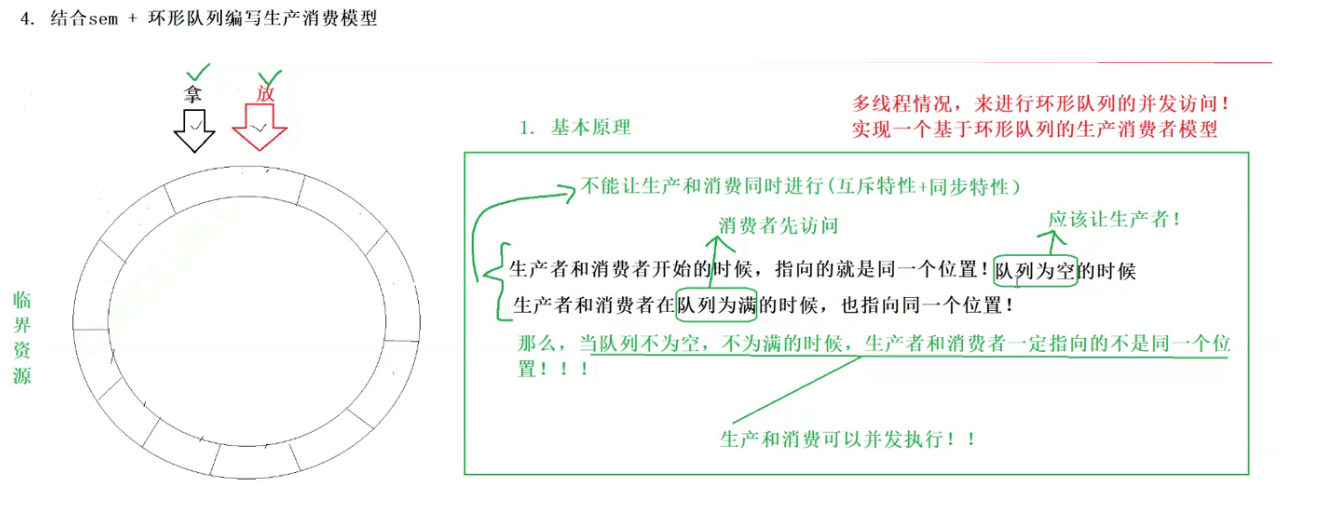 4. 结合sem + 环形队列编写生产消费模型
拿
放
多线程情况，来进行环形队列的并发访问！
实现一个基于环形队列的生产消费者模型
1. 基本原理
不能让生产和消费同时进行(互斥特性+同步特性）
消费者先访问
应该让生产者！
生产者和消费者开始的时候，指向的就是同一个位置！队列为空的时候
生产者和消费者在队列为满的时候，也指向同一个位置！
那么，当队列不为空，不为满的时候，生产者和消费者一定指向的不是同一个位
置！！！
生产和消费可以并发执行！！
临
界
资
源